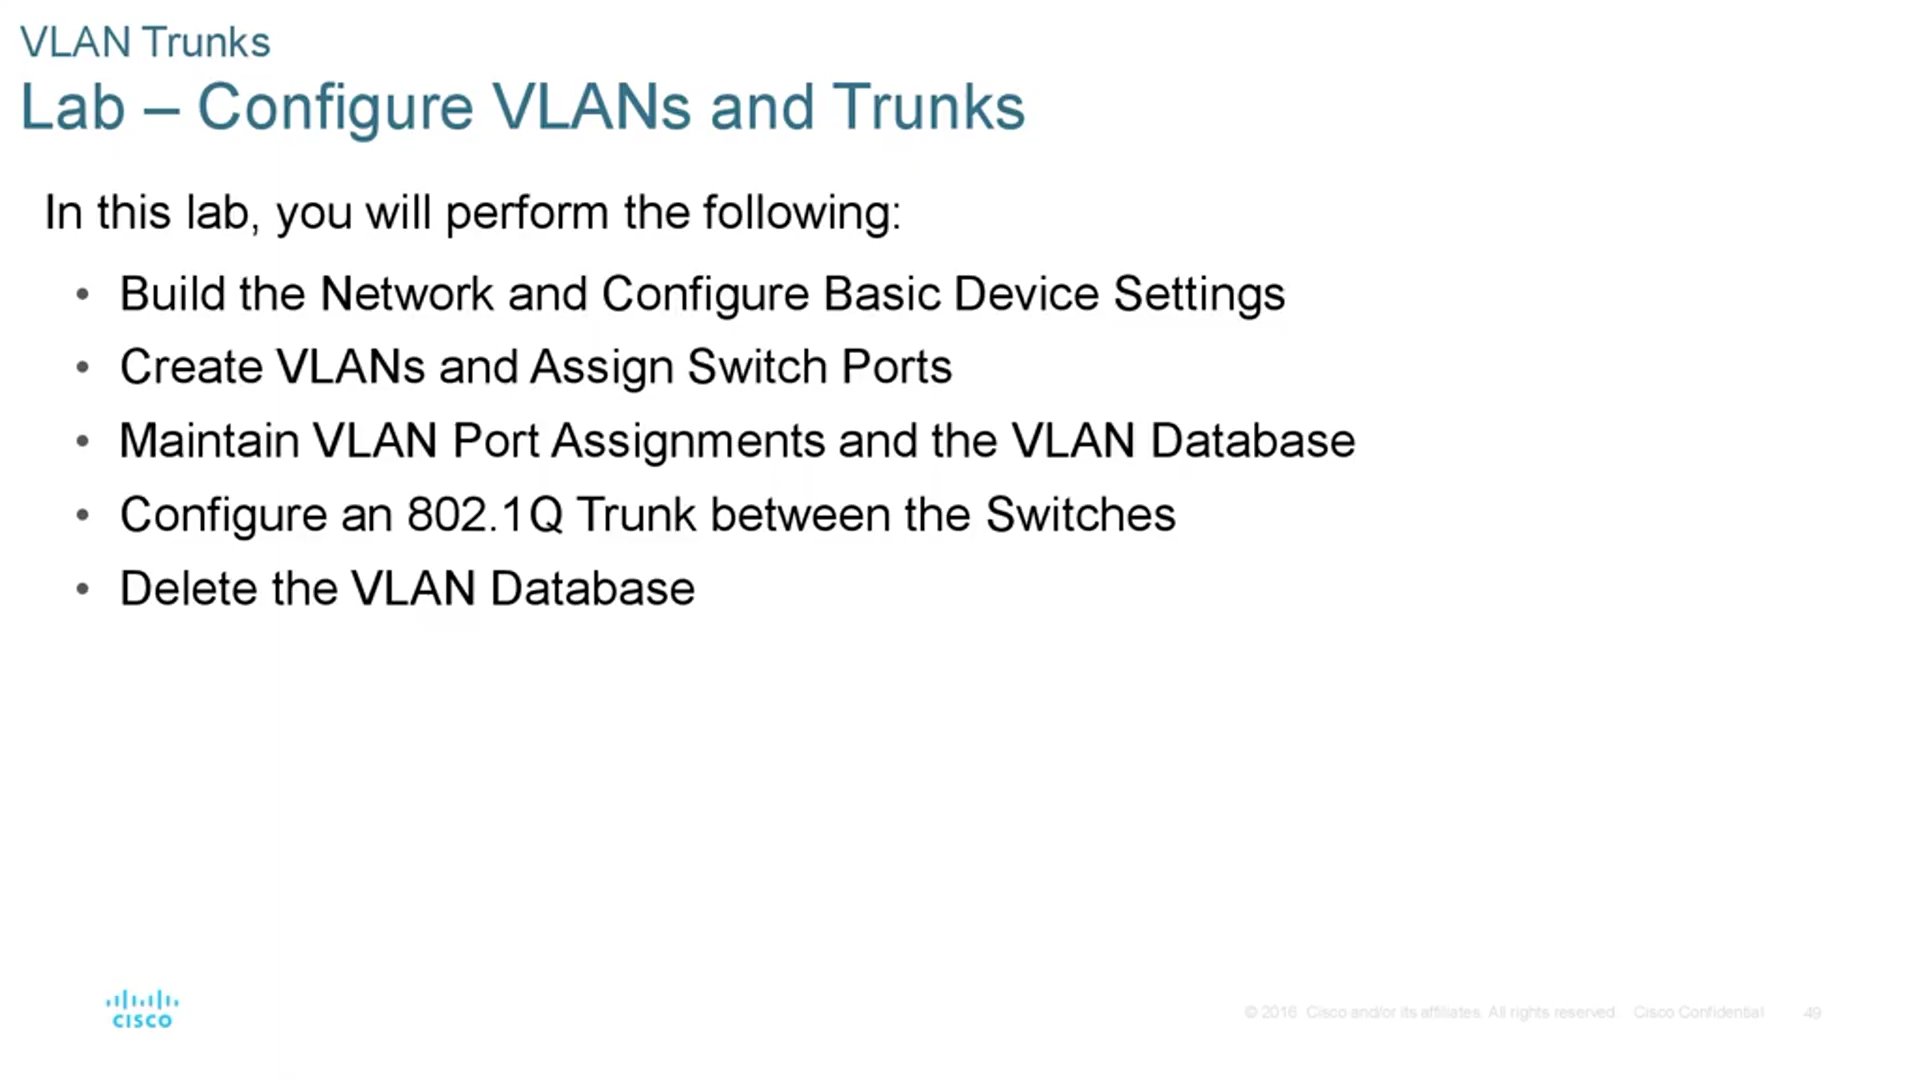 VLAN Trunks
Lab – Configure VLANs and Trunks
In this lab, you will perform the following:
• Build the Network and Configure Basic Device Settings
• Create VLANs and Assign Switch Ports
• Maintain VLAN Port Assignments and the VLAN Database
• Configure an 802.1Q Trunk between the Switches
• Delete the VLAN Database
CISCO
© 2016 Cisco and/or its affiliates. All rights reserved. Cisco Confidential 49